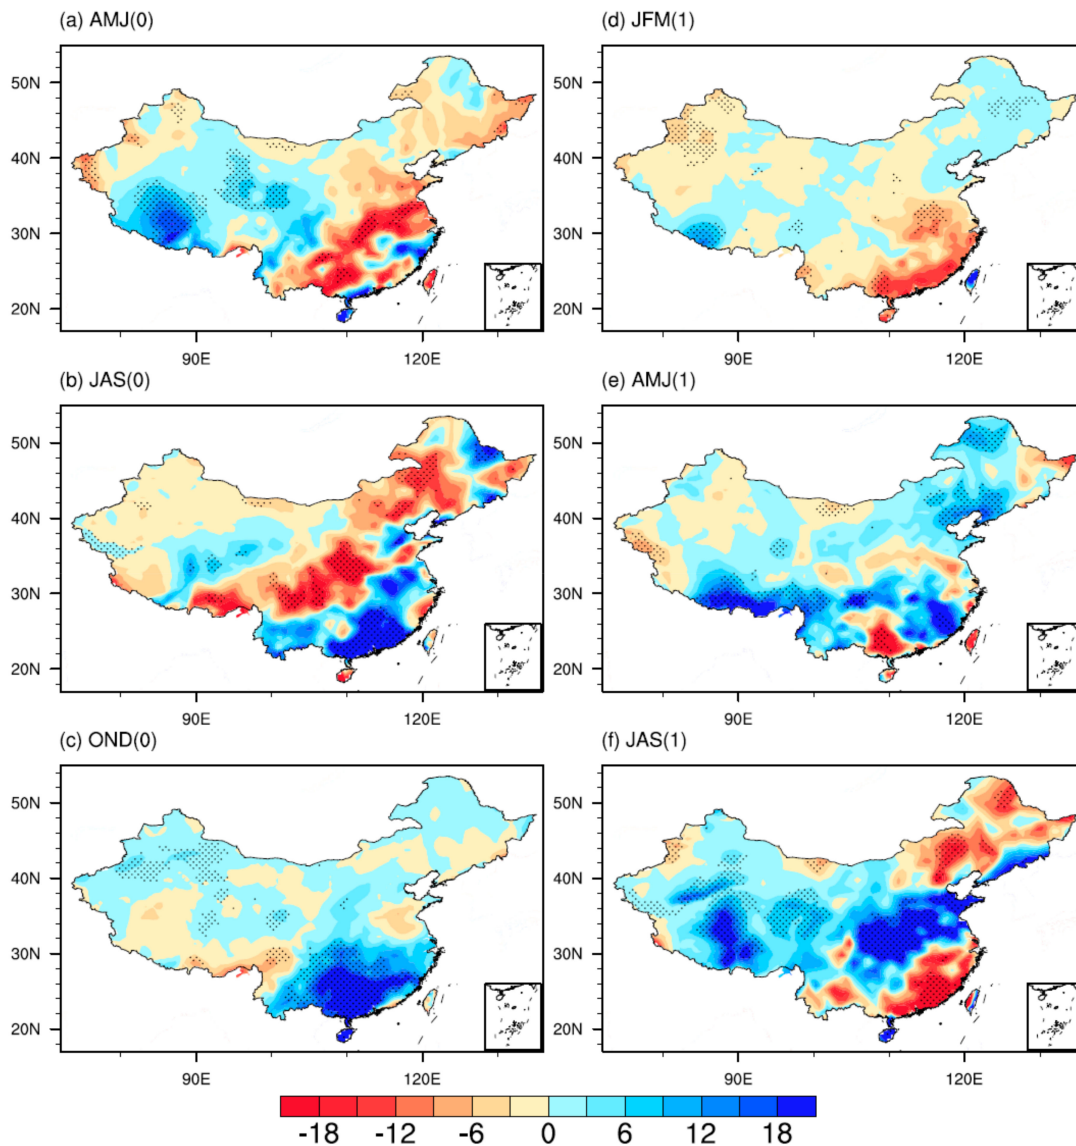 (a) AMJ(0)
50N
40N
30N
20N
90E
120E
(d) JFM(1)
50N
40N
30N
20N
90E
120E
(b) JAS(0)
50N
40N
30N
20N
90E
120E
(e) AMJ(1)
50N
40N
30N
20N
90E
120E
(c) OND(0)
50N
40N
30N
20N
90E
120E
(f) JAS(1)
50N
40N
30N
20N
90E
120E
-18 -12 -6 0 6 12 18